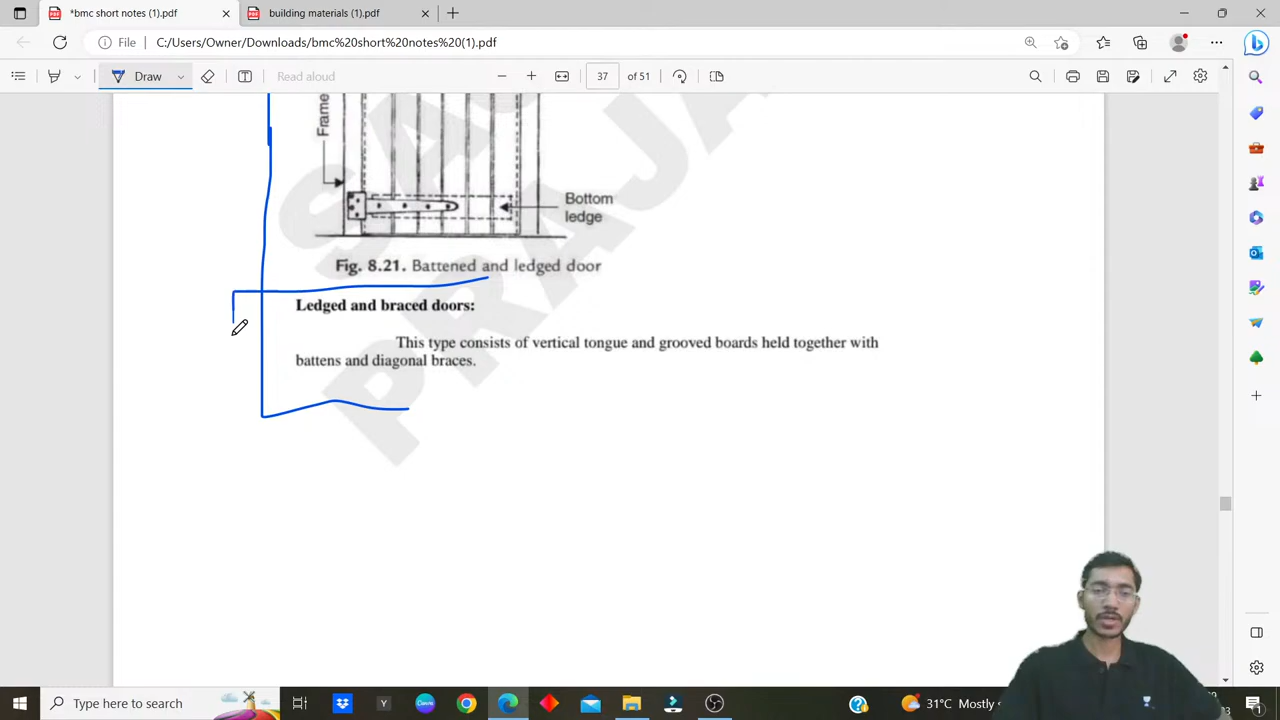 *bmc short notes (1).pdf
building materials (1).pdf
File C:/Users/Owner/Downloads/bmc%20short%20notes%20(1).pdf
Draw
Read aloud
37 of 51
Frame
Bottom
ledge
Fig. 8.21. Battened and ledged door
Ledged and braced doors:
This type consists of vertical tongue and grooved boards held together with
battens and diagonal braces.
PRAJA
Type here to search
31°C Mostly s